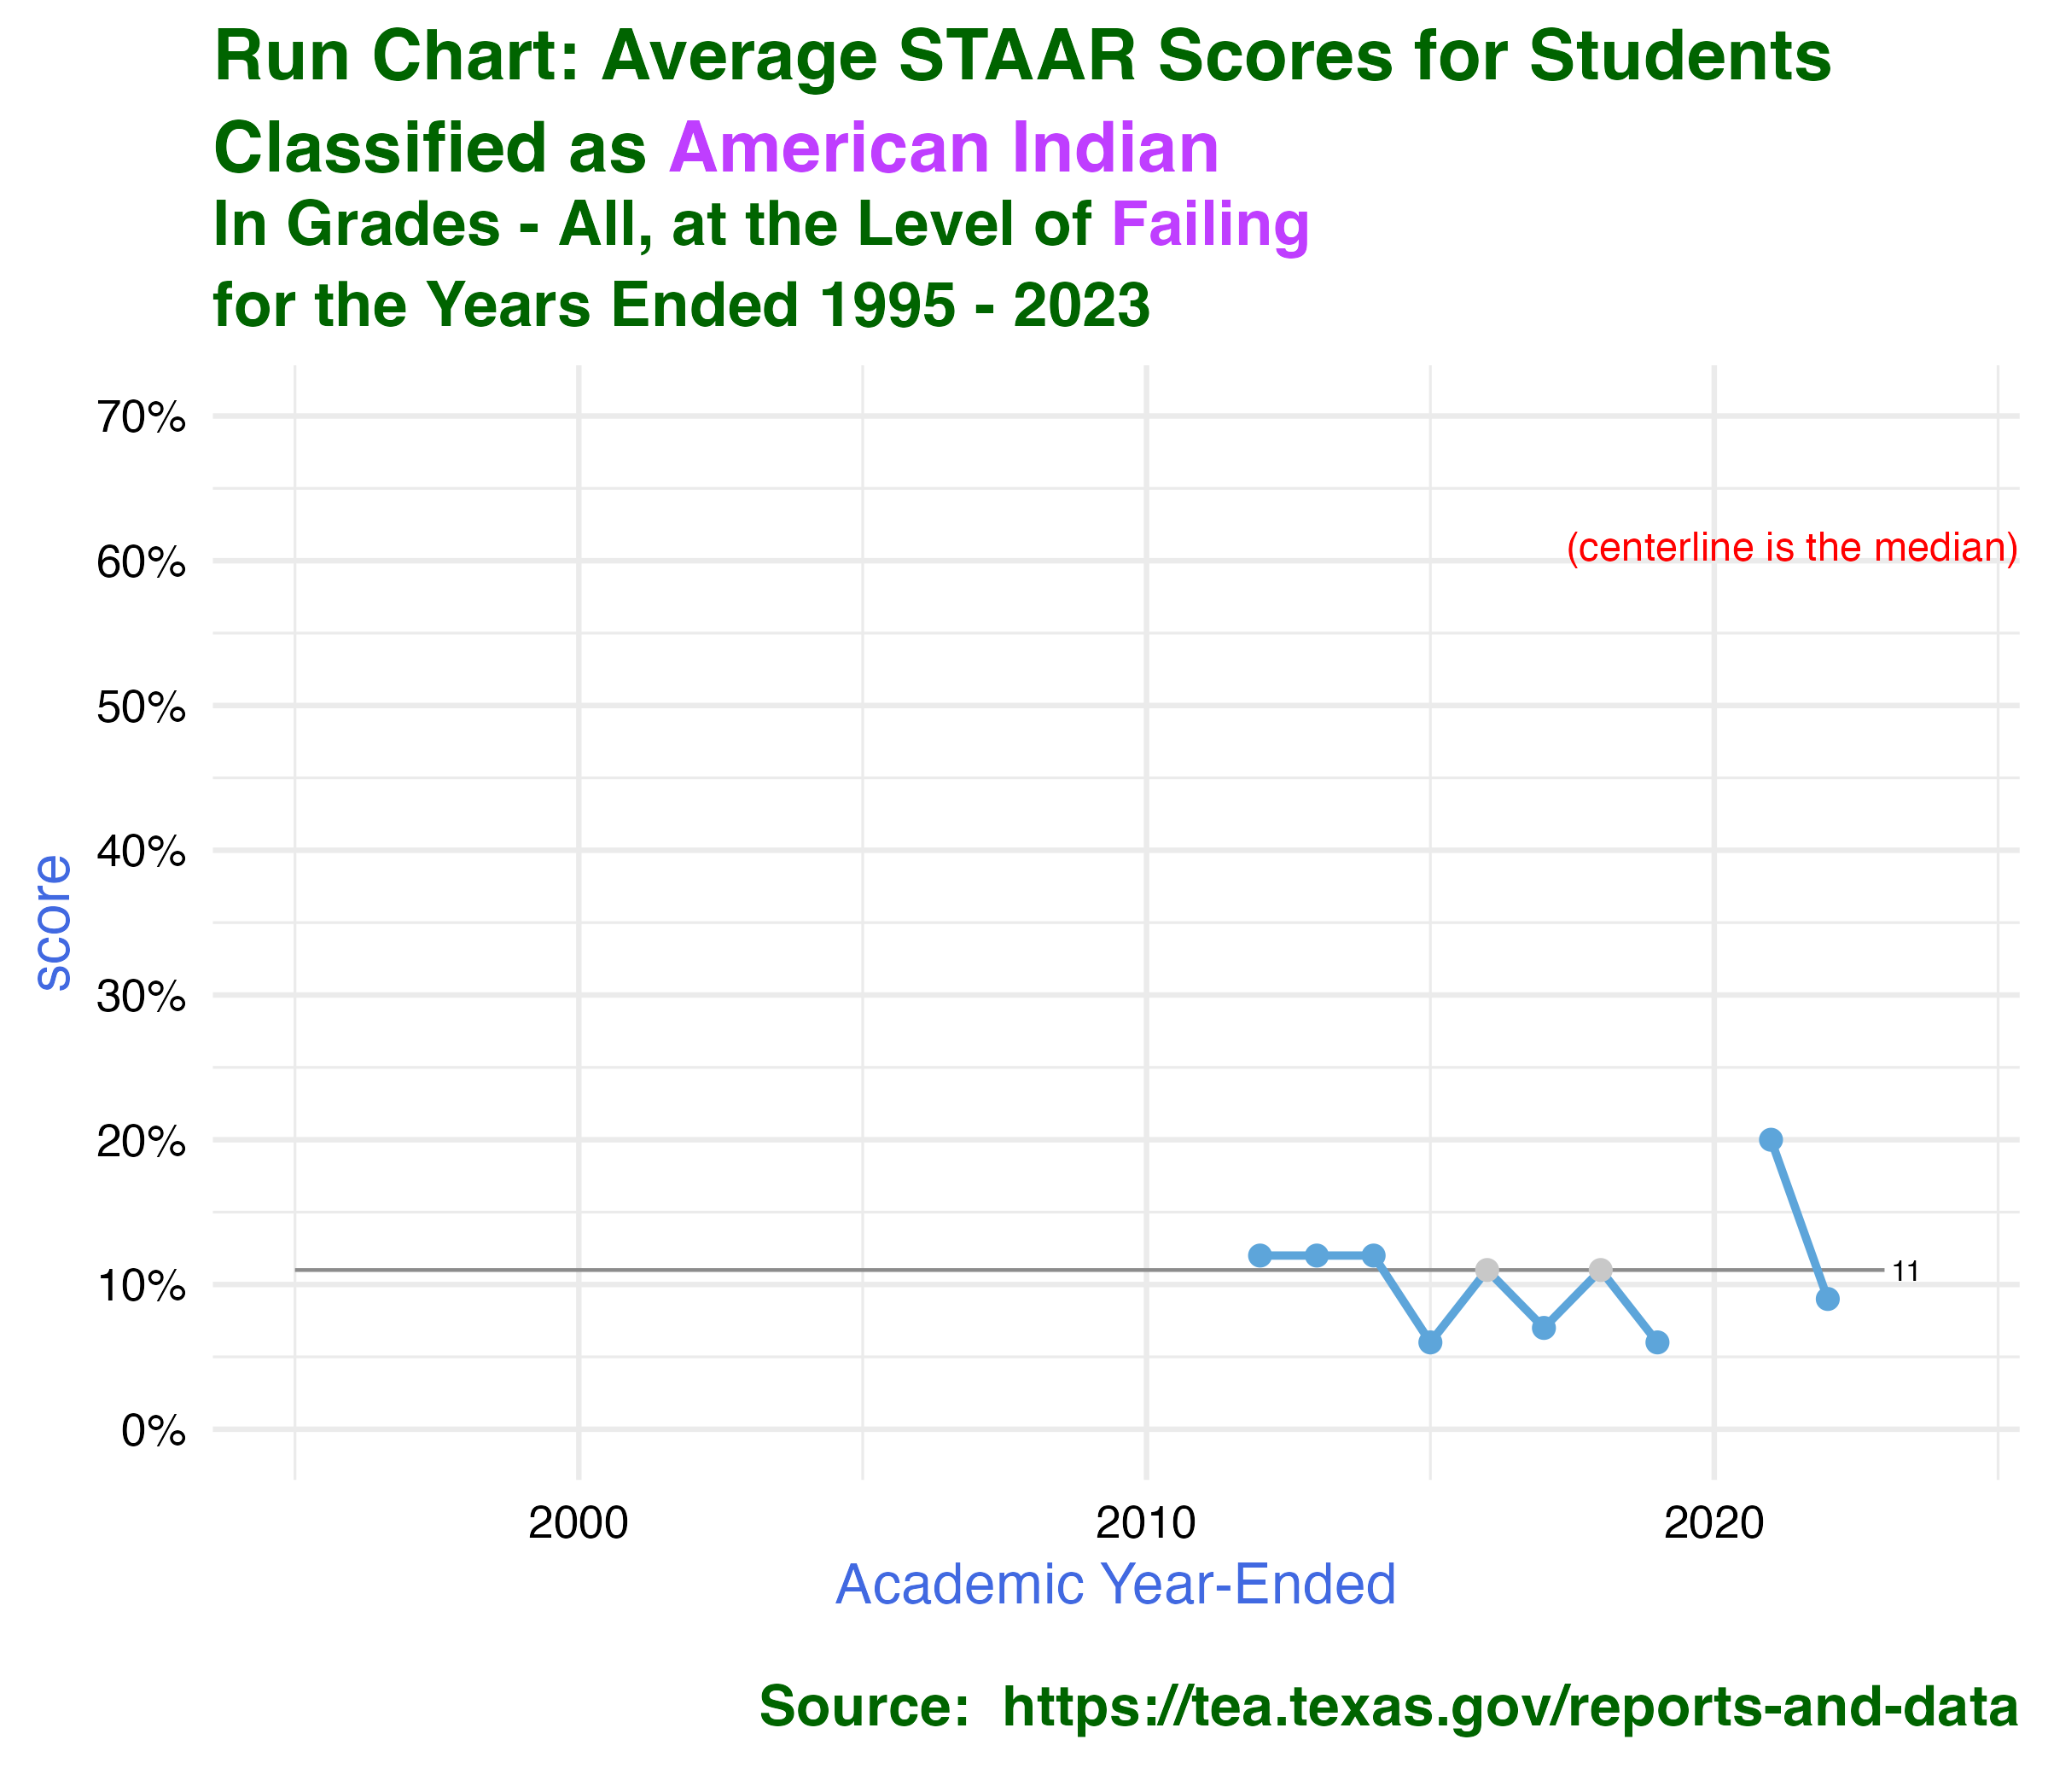 Run Chart: Average STAAR Scores for Students
Classified as American Indian
In Grades - All, at the Level of Failing
for the Years Ended 1995 - 2023
70%
(centerline is the median)
60%
50%
40%
score
30%
20%
11
10%
0%
2000 2010 2020
Academic Year-Ended
Source:  https://tea.texas.gov/reports-and-data